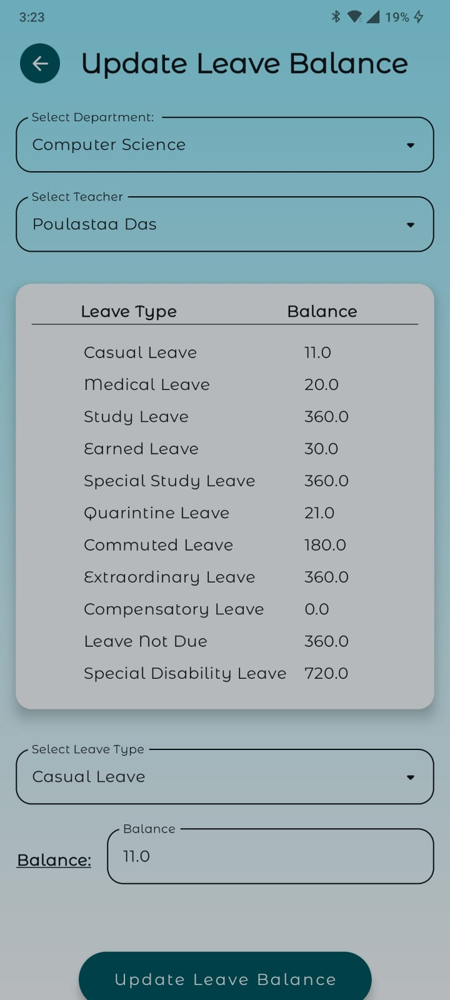 3:23 19%
Update Leave Balance
Select Department:
Computer Science
Select Teacher
Poulastaa Das
Leave Type Balance
Casual Leave 11.0
Medical Leave 20.0
Study Leave 360.0
Earned Leave 30.0
Special Study Leave 360.0
Quarintine Leave 21.0
Commuted Leave 180.0
Extraordinary Leave 360.0
Compensatory Leave 0.0
Leave Not Due 360.0
Special Disability Leave 720.0
Select Leave Type
Casual Leave
Balance
Balance: 11.0
Update Leave Balance